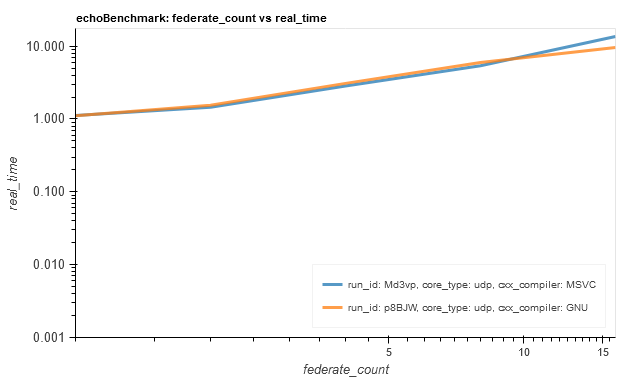 echoBenchmark: federate_count vs real_time
10.000
1.000
0.100
0.010
0.001
real_time
run_id: Md3vp, core_type: udp, cxx_compiler: MSVC
run_id: p8BJW, core_type: udp, cxx_compiler: GNU
5
10
15
federate_count